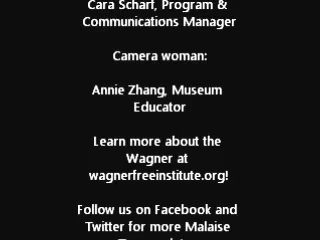 Cara Scharf, Program &
Communications Manager
Camera woman:
Annie Zhang, Museum
Educator
Learn more about the
Wagner at
wagnerfreeinstitute.org!
Follow us on Facebook and
Twitter for more Malaise